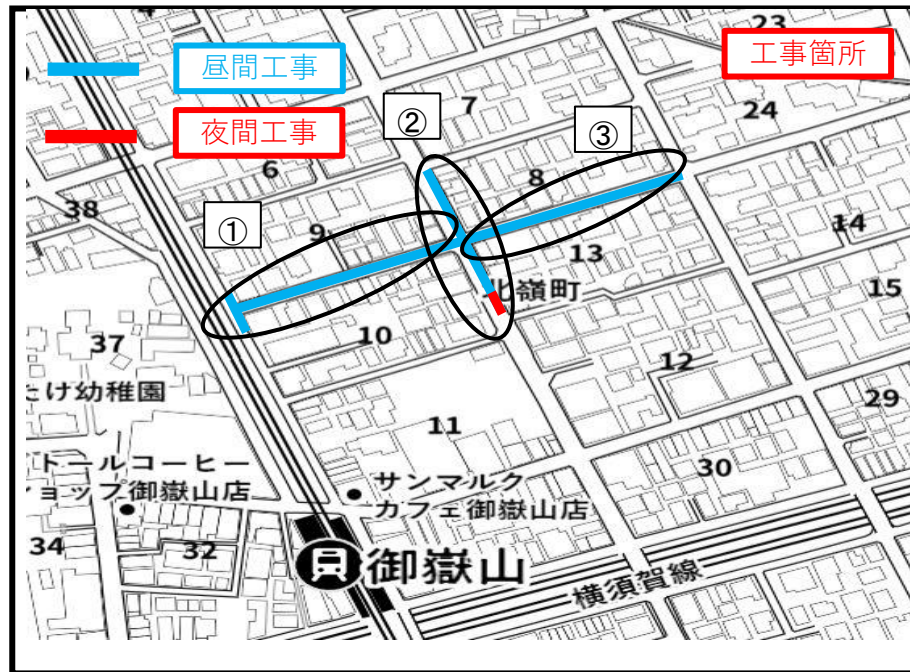 23
4
昼間工事
工事箇所
②
7
24
夜間工事
③
6
8
38
①
9
14
13
北嶺町
15
10
37
12
たけ幼稚園
29
11
トールコーヒー
ショップ御嶽山店
サンマルク
カフェ御嶽山店
30
34
32
御嶽山
横須賀線